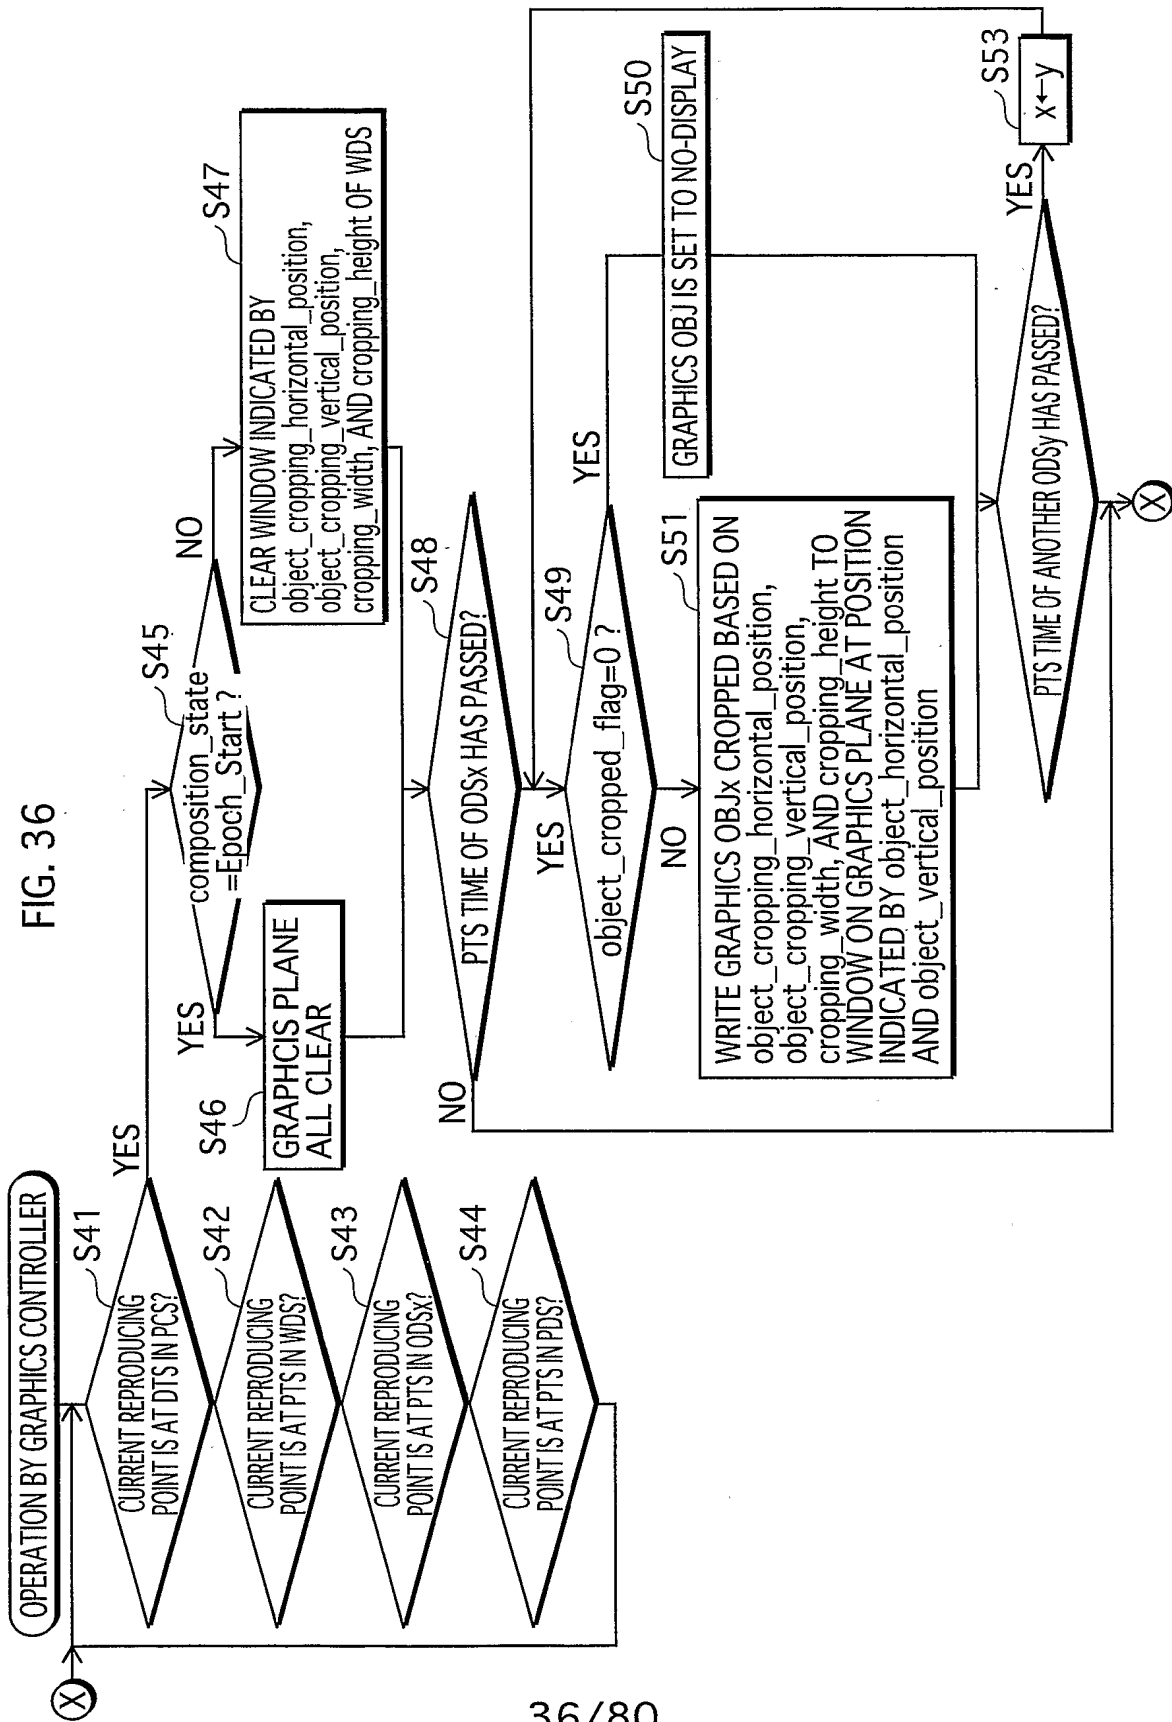 FIG. 36
OPERATION BY GRAPHICS CONTROLLER
X
S41
CURRENT REPRODUCING
POINT IS AT DTS IN PCS?
YES
S42
CURRENT REPRODUCING
POINT IS AT PTS IN WDS?
S43
CURRENT REPRODUCING
POINT IS AT PTS IN ODSx?
S44
CURRENT REPRODUCING
POINT IS AT PTS IN PDS?
S45
composition_state
=Epoch_Start ?
YES
NO
S46
GRAPHCIS PLANE
ALL CLEAR
S47
CLEAR WINDOW INDICATED BY
object_cropping_horizontal_position,
object_cropping_vertical_position,
cropping_width, AND cropping_height OF WDS
S48
PTS TIME OF ODSx HAS PASSED?
NO
YES
S49
object_cropped_flag=0 ?
YES
NO
S50
GRAPHICS OBJ IS SET TO NO-DISPLAY
S51
WRITE GRAPHICS OBJx CROPPED BASED ON
object_cropping_horizontal_position,
object_cropping_vertical_position,
cropping_width, AND cropping_height TO
WINDOW ON GRAPHICS PLANE AT POSITION
INDICATED BY object_horizontal_position
AND object_vertical_position
PTS TIME OF ANOTHER ODSy HAS PASSED?
YES
S53
x←y
X
36/80